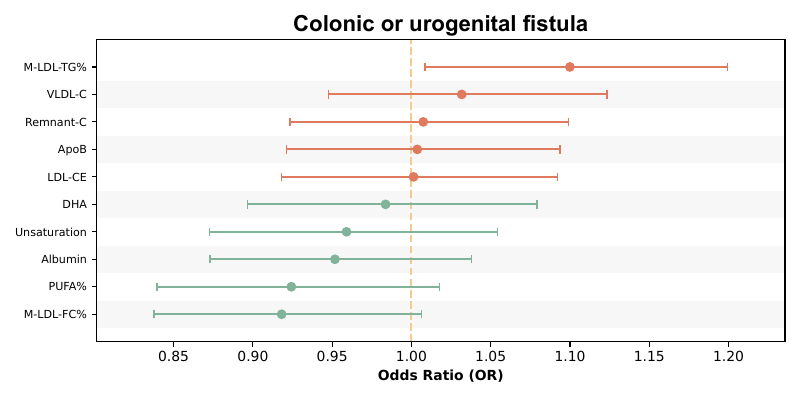 Colonic or urogenital fistula
M-LDL-TG%
VLDL-C
Remnant-C
ApoB
LDL-CE
DHA
Unsaturation
Albumin
PUFA%
M-LDL-FC%
0.85 0.90 0.95 1.00 1.05 1.10 1.15 1.20
Odds Ratio (OR)